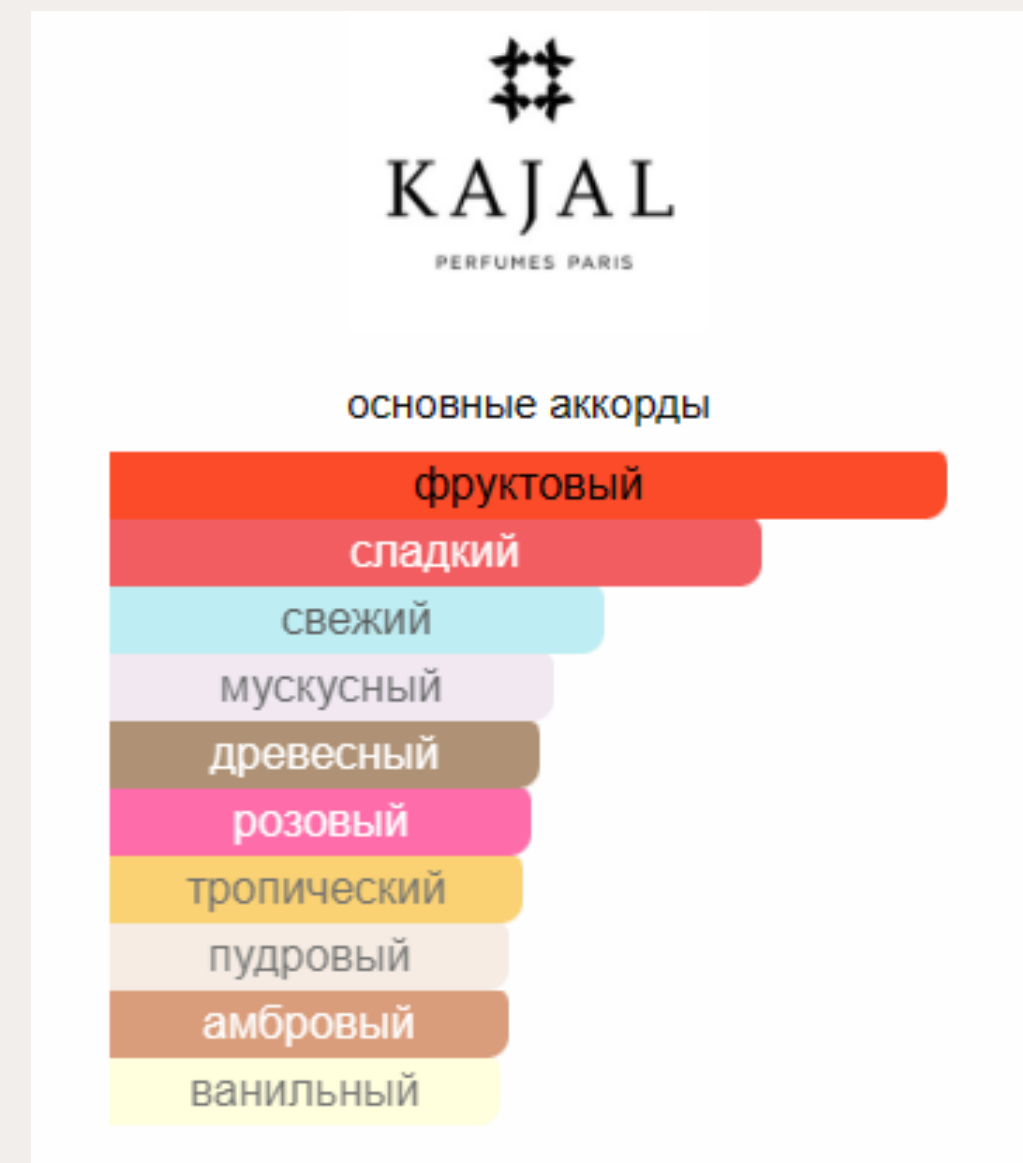 KAJAL
PERFUMES PARIS
основные аккорды
фруктовый
сладкий
свежий
мускусный
древесный
розовый
тропический
пудровый
амбровый
ванильный